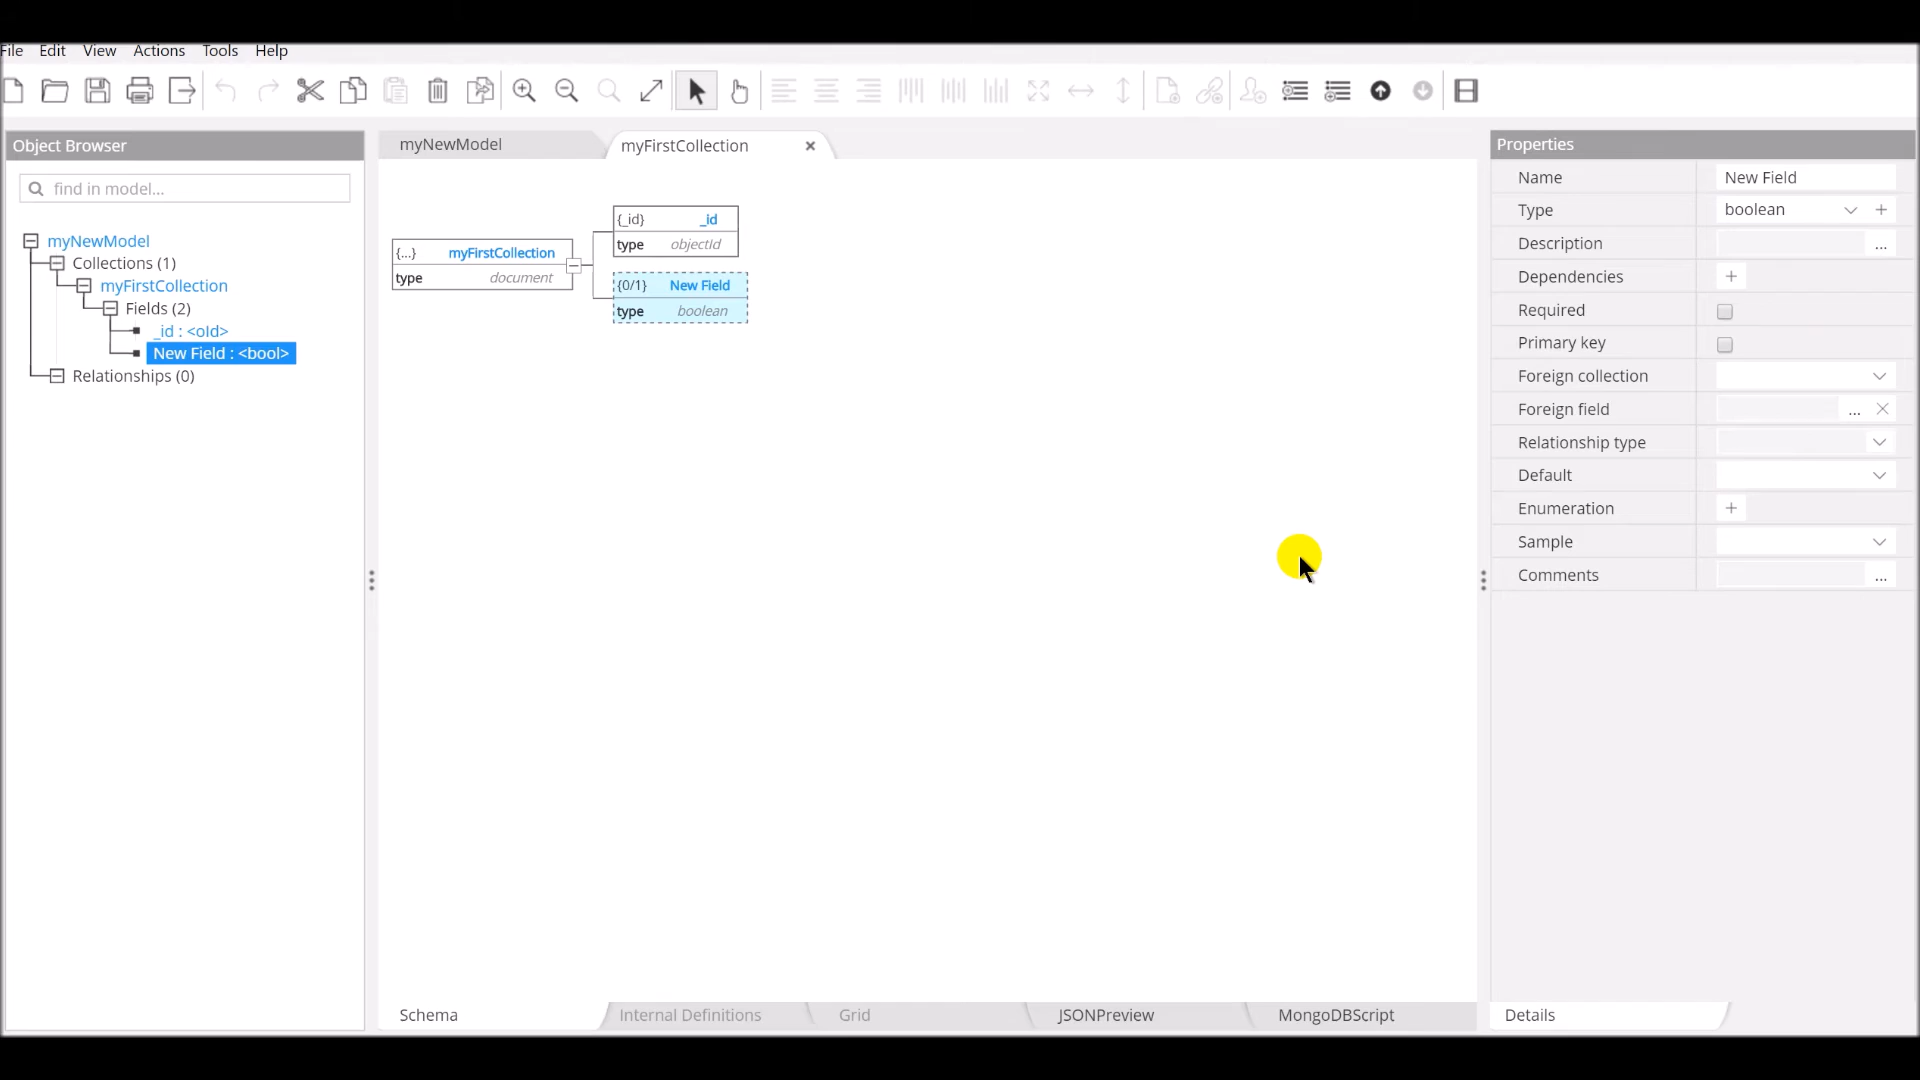 File Edit View Actions Tools Help
Object Browser
find in model...
myNewModel
Collections (1)
myFirstCollection
Fields (2)
_id : <oId>
New Field : <bool>
Relationships (0)
myNewModel
myFirstCollection
{...} myFirstCollection
type document
{_id} _id
type objectId
{0/1} New Field
type boolean
Schema
Internal Definitions
Grid
JSONPreview
MongoDBScript
Properties
Name New Field
Type boolean
Description ...
Dependencies
Required
Primary key
Foreign collection
Foreign field ...
Relationship type
Default
Enumeration
Sample
Comments ...
Details